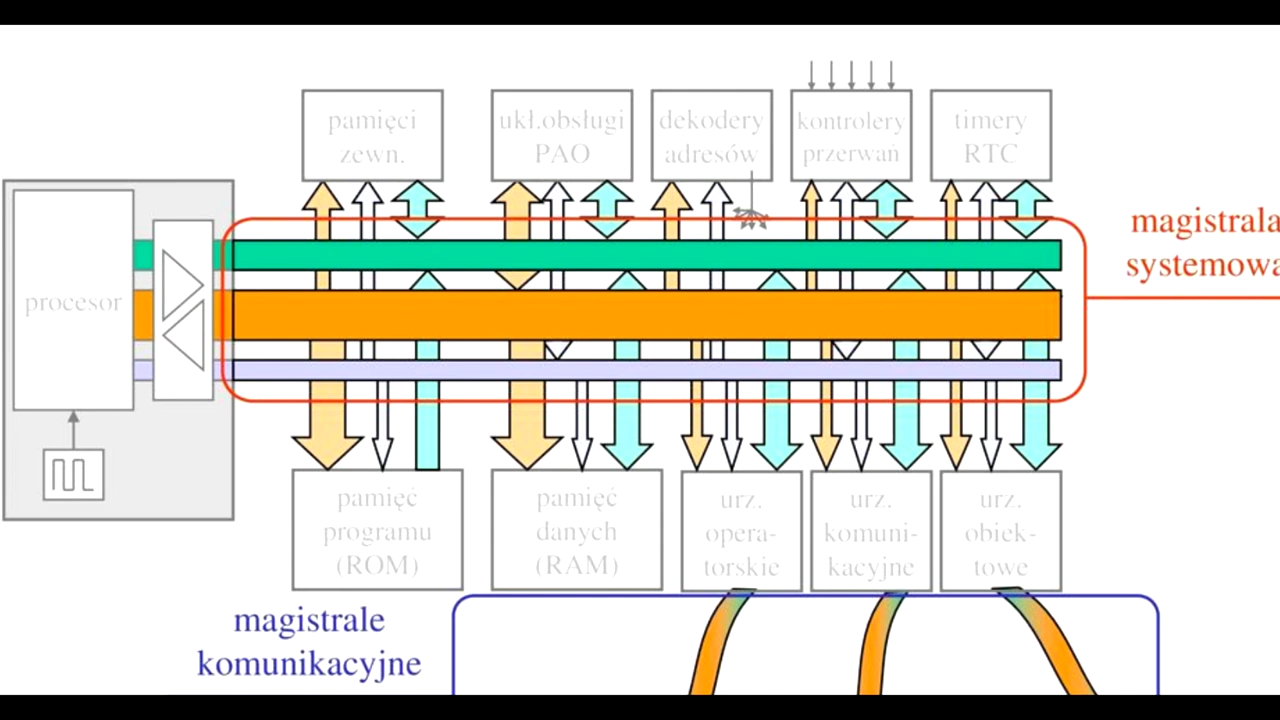 pamięci
zewn.
ukł.obsługi
PAO
dekodery
adresów
kontrolery
przerwań
timery
RTC
magistrala
systemowa
procesor
pamięć
programu
(ROM)
pamięć
danych
(RAM)
urz.
opera-
torskie
urz.
komuni-
kacyjne
urz.
obiek-
towe
magistrale
komunikacyjne